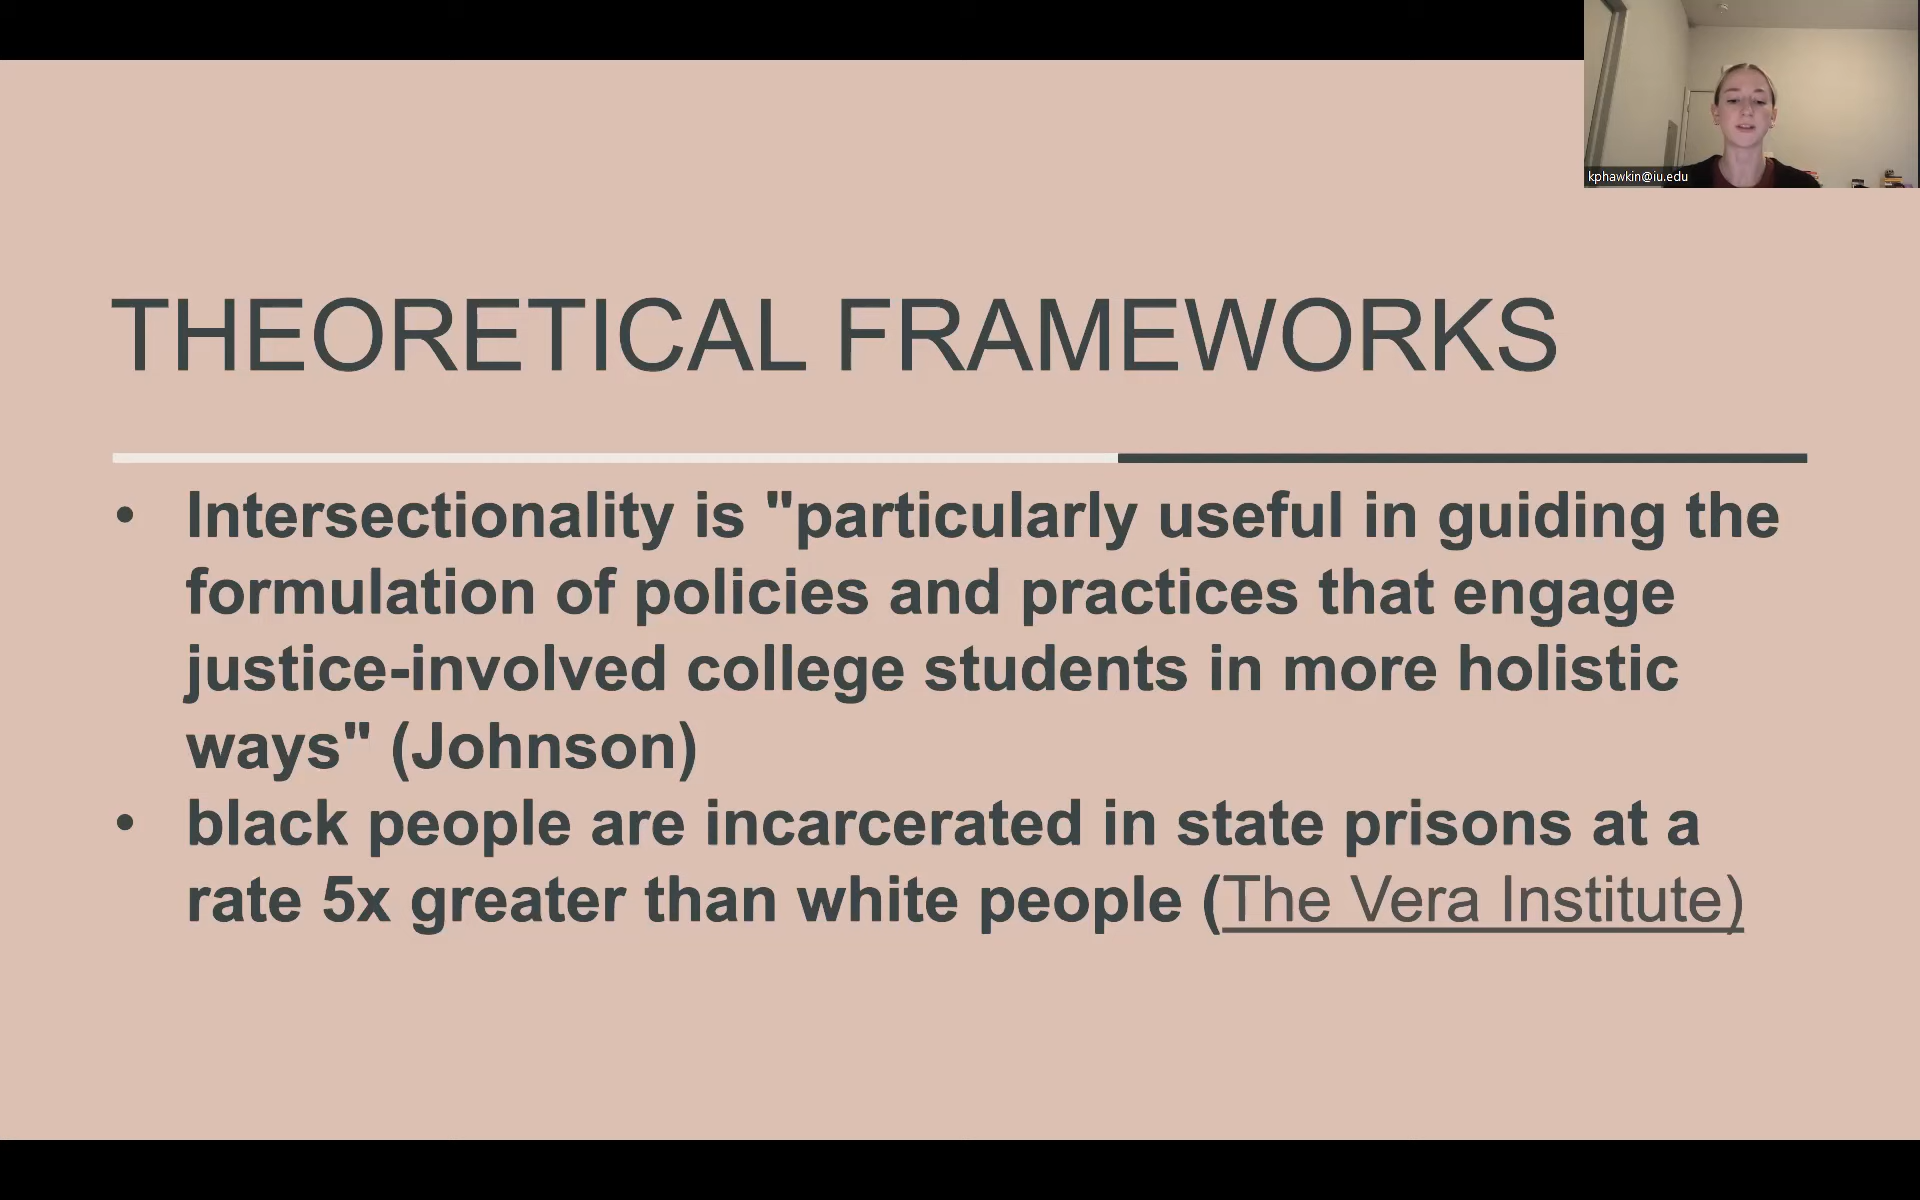 kphawkin@iu.edu
THEORETICAL FRAMEWORKS
• Intersectionality is "particularly useful in guiding the
formulation of policies and practices that engage
justice-involved college students in more holistic
ways" (Johnson)
• black people are incarcerated in state prisons at a
rate 5x greater than white people (The Vera Institute)